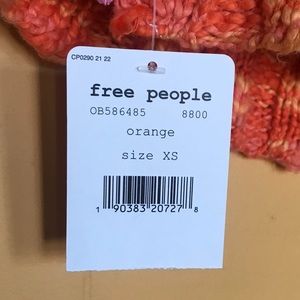 CP0290 21 22
free people
OB586485 8800
orange
size XS
1 90383 20727 8